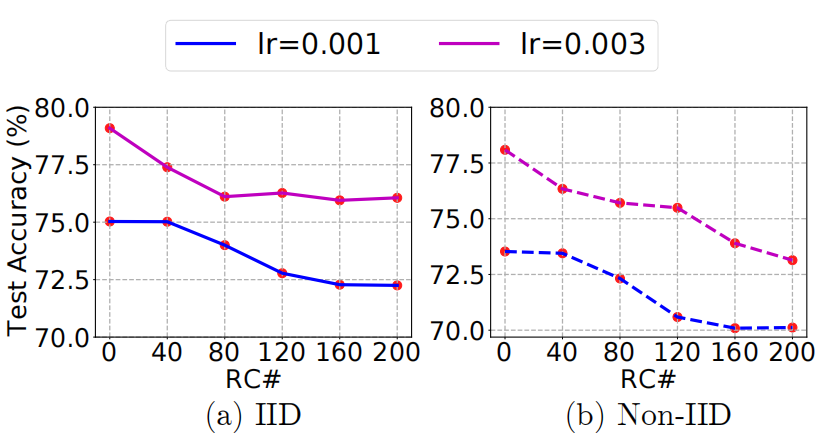 lr=0.001 lr=0.003
Test Accuracy (%)
80.0
77.5
75.0
72.5
70.0
0 40 80 120 160 200
RC#
(a) IID
80.0
77.5
75.0
72.5
70.0
0 40 80 120 160 200
RC#
(b) Non-IID